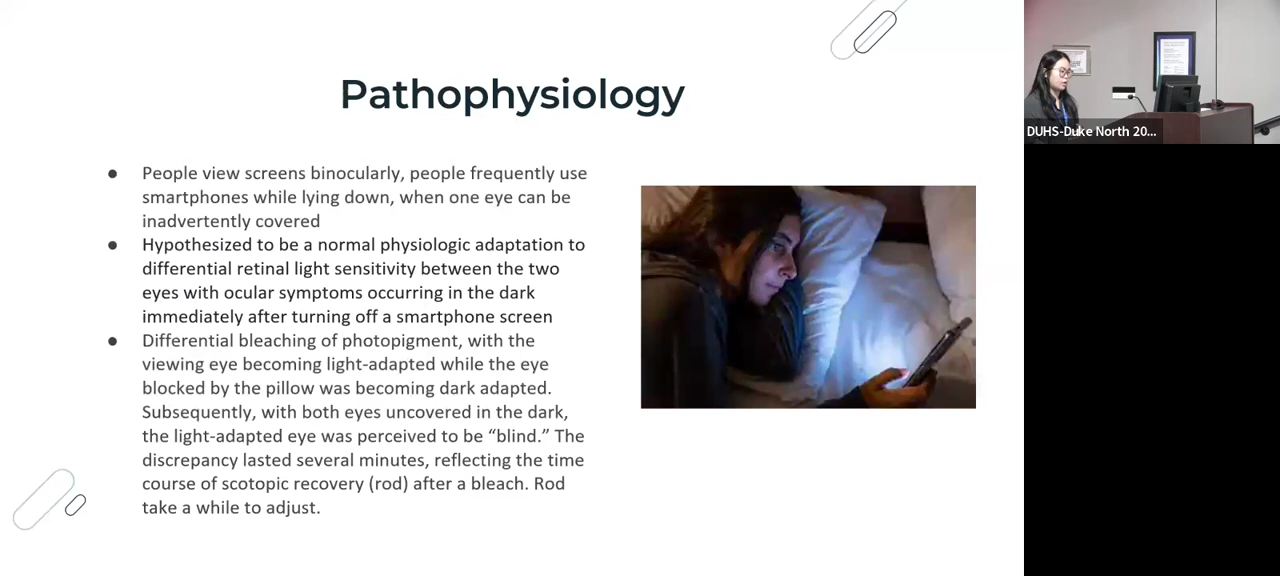 Pathophysiology
● People view screens binocularly, people frequently use
smartphones while lying down, when one eye can be
inadvertently covered
● Hypothesized to be a normal physiologic adaptation to
differential retinal light sensitivity between the two
eyes with ocular symptoms occurring in the dark
immediately after turning off a smartphone screen
● Differential bleaching of photopigment, with the
viewing eye becoming light-adapted while the eye
blocked by the pillow was becoming dark adapted.
Subsequently, with both eyes uncovered in the dark,
the light-adapted eye was perceived to be “blind.” The
discrepancy lasted several minutes, reflecting the time
course of scotopic recovery (rod) after a bleach. Rod
take a while to adjust.
DUHS-Duke North 20...